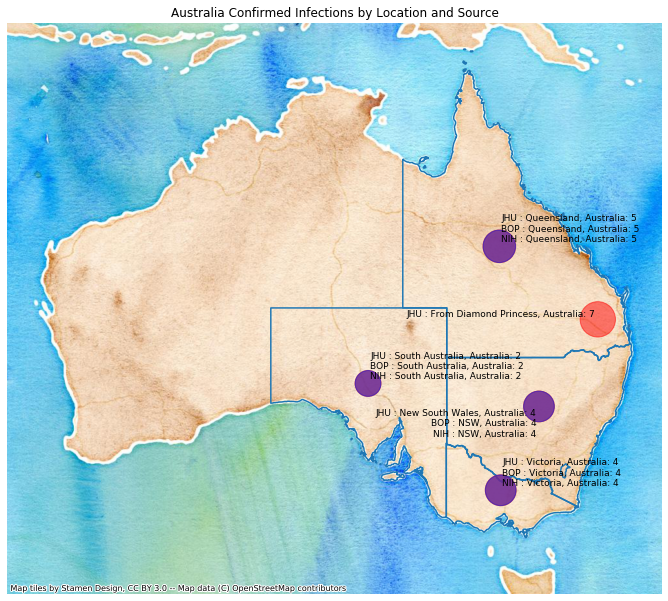 Australia Confirmed Infections by Location and Source
JHU : Queensland, Australia: 5
BOP : Queensland, Australia: 5
NIH : Queensland, Australia: 5
JHU : From Diamond Princess, Australia: 7
JHU : South Australia, Australia: 2
BOP : South Australia, Australia: 2
NIH : South Australia, Australia: 2
JHU : New South Wales, Australia: 4
BOP : NSW, Australia: 4
NIH : NSW, Australia: 4
JHU : Victoria, Australia: 4
BOP : Victoria, Australia: 4
NIH : Victoria, Australia: 4
Map tiles by Stamen Design, CC BY 3.0 -- Map data (C) OpenStreetMap contributors